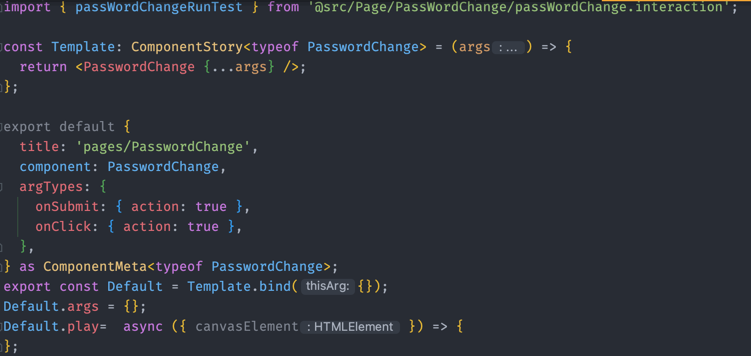 import { passWordChangeRunTest } from '@src/Page/PassWordChange/passWordChange.interaction';
const Template: ComponentStory<typeof PasswordChange> = (args : ... ) => {
return <PasswordChange {...args} />;
};
export default {
title: 'pages/PasswordChange',
component: PasswordChange,
argTypes: {
onSubmit: { action: true },
onClick: { action: true },
},
} as ComponentMeta<typeof PasswordChange>;
export const Default = Template.bind( thisArg: {});
Default.args = {};
Default.play= async ({ canvasElement : HTMLElement }) => {
};